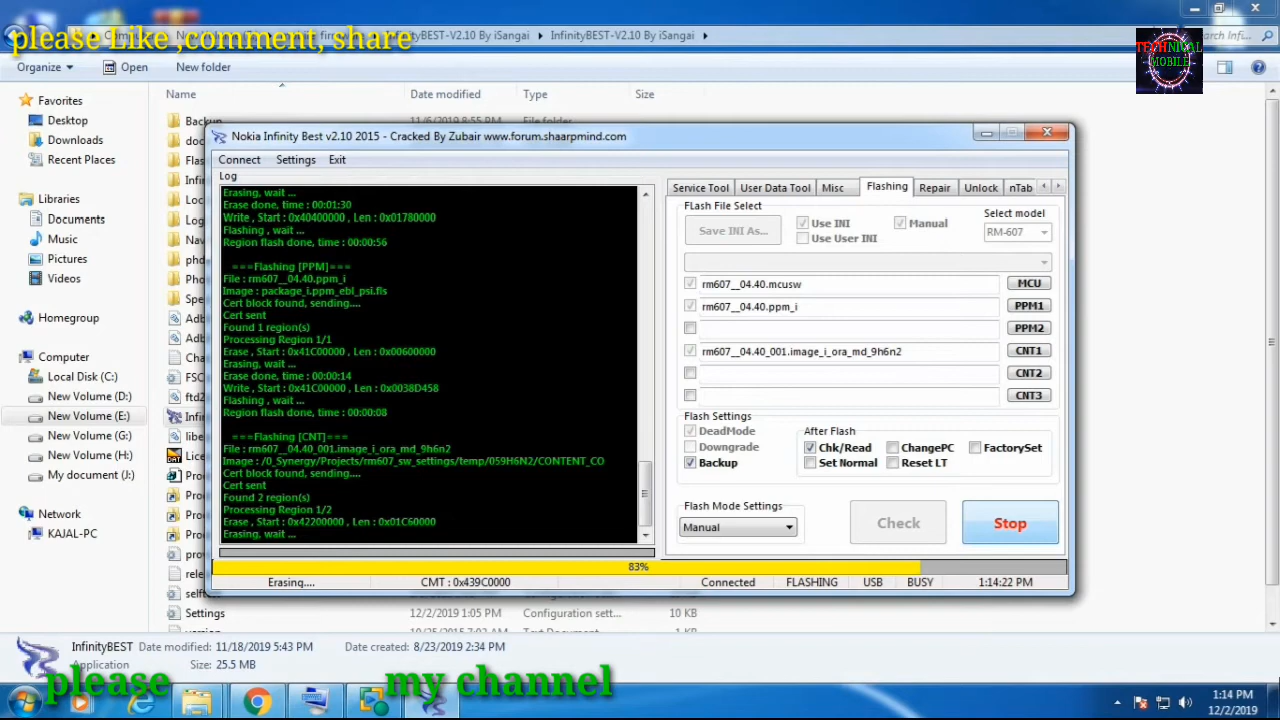 please Like ,comment, share
InfinityBEST-V2.10 By iSangai
InfinityBEST-V2.10 By iSangai
TECHNIVAL
MOBILE
Organize
Open
New folder
Name
Date modified
Type
Size
Favorites
Desktop
Downloads
Recent Places
Libraries
Documents
Music
Pictures
Videos
Homegroup
Computer
Local Disk (C:)
New Volume (D:)
New Volume (E:)
New Volume (G:)
New Volume (H:)
My document (J:)
Network
KAJAL-PC
Nokia Infinity Best v2.10 2015 - Cracked By Zubair www.forum.shaarpmind.com
Connect Settings Exit
Log
Erasing, wait ...
Erase done, time : 00:01:30
Write , Start : 0x40400000 , Len : 0x01780000
Flashing , wait ...
Region flash done, time : 00:00:56
===Flashing [PPM]===
File : rm607__04.40.ppm_i
Image : package_i.ppm_ebl_psi.fls
Cert block found, sending....
Cert sent
Found 1 region(s)
Processing Region 1/1
Erase , Start : 0x41C00000 , Len : 0x00600000
Erasing, wait ...
Erase done, time : 00:00:14
Write , Start : 0x41C00000 , Len : 0x0038D458
Flashing , wait ...
Region flash done, time : 00:00:08
===Flashing [CNT]===
File : rm607__04.40_001.image_i_ora_md_9h6n2
Image : /0_Synergy/Projects/rm607_sw_settings/temp/059H6N2/CONTENT_CO
Cert block found, sending....
Cert sent
Found 2 region(s)
Processing Region 1/2
Erase , Start : 0x42200000 , Len : 0x01C60000
Erasing, wait ...
Service Tool User Data Tool Misc Flashing Repair Unlock nTab
FLash File Select
Save INI As...
Use INI
Use User INI
Manual
Select model
RM-607
rm607__04.40.mcusw
MCU
rm607__04.40.ppm_i
PPM1
PPM2
rm607__04.40_001.image_i_ora_md_9h6n2
CNT1
CNT2
CNT3
Flash Settings
DeadMode
Downgrade
Backup
After Flash
Chk/Read
ChangePC
FactorySet
Set Normal
Reset LT
Flash Mode Settings
Manual
Check
Stop
83%
Erasing.... CMT : 0x439C0000 Connected FLASHING USB BUSY 1:14:22 PM
Settings 12/2/2019 1:05 PM Configuration sett... 10 KB
InfinityBEST Date modified: 11/18/2019 5:43 PM Date created: 8/23/2019 2:34 PM
Application Size: 25.5 MB
please my channel
1:14 PM
12/2/2019